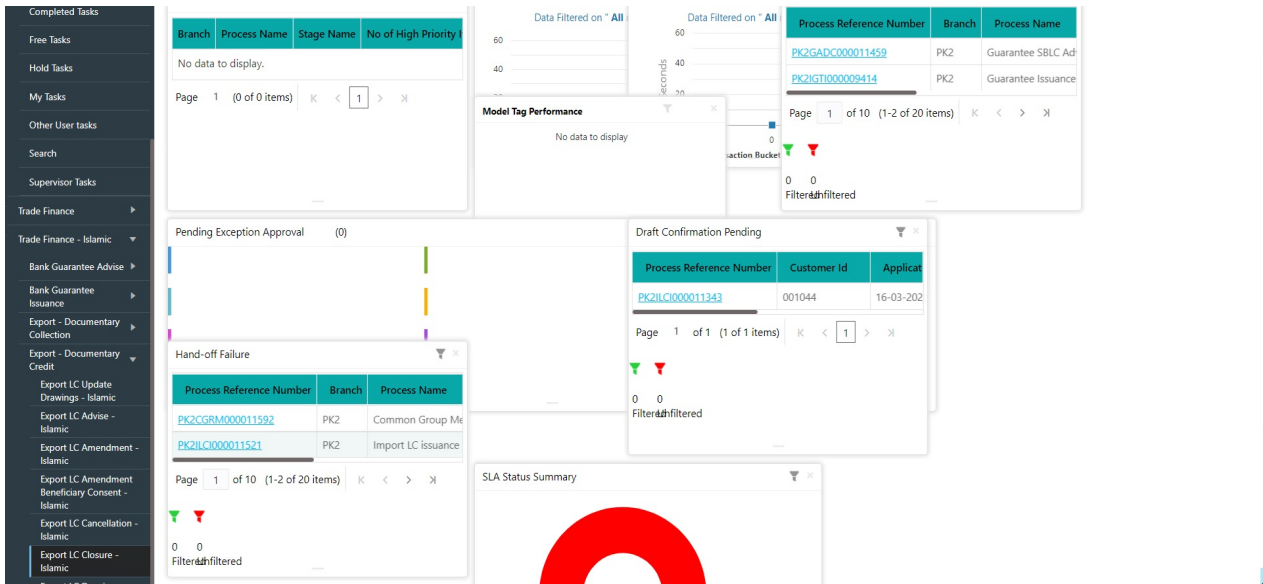 Completed Tasks
Free Tasks
Hold Tasks
My Tasks
Other User tasks
Search
Supervisor Tasks
Trade Finance
Trade Finance - Islamic
Bank Guarantee Advise
Bank Guarantee
Issuance
Export - Documentary
Collection
Export - Documentary
Credit
Export LC Update
Drawings - Islamic
Export LC Advise -
Islamic
Export LC Amendment -
Islamic
Export LC Amendment
Beneficiary Consent -
Islamic
Export LC Cancellation -
Islamic
Export LC Closure -
Islamic
Branch Process Name Stage Name No of High Priority
No data to display.
Page 1 (0 of 0 items) 1
Data Filtered on " All
60
40
Model Tag Performance
No data to display
Data Filtered on " All
60
40
20
0
Seconds
saction Bucket
Process Reference Number Branch Process Name
PK2GADC000011459 PK2 Guarantee SBLC Ad
PK2IGTI000009414 PK2 Guarantee Issuance
Page 1 of 10 (1-2 of 20 items)
0 0
Filtered Unfiltered
Pending Exception Approval (0)
Draft Confirmation Pending
Process Reference Number Customer Id Applicat
PK2ILCI000011343 001044 16-03-202
Page 1 of 1 (1 of 1 items) 1
0 0
Filtered Unfiltered
Hand-off Failure
Process Reference Number Branch Process Name
PK2CGRM000011592 PK2 Common Group Me
PK2ILCI000011521 PK2 Import LC issuance
Page 1 of 10 (1-2 of 20 items)
0 0
Filtered Unfiltered
SLA Status Summary